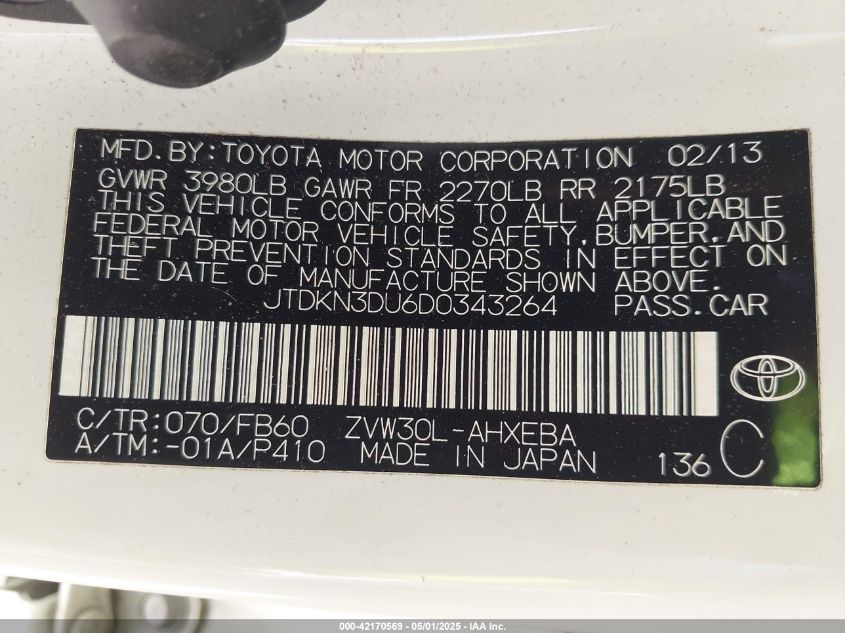 MFD.BY:TOYOTA MOTOR CORPORATION 02/13
GVWR 3980LB GAWR FR 2270LB RR 2175LB
THIS VEHICLE CONFORMS TO ALL APPLICABLE
FEDERAL MOTOR VEHICLE SAFETY,BUMPER,AND
THEFT PREVENTION STANDARDS IN EFFECT ON
THE DATE OF MANUFACTURE SHOWN ABOVE.
JTDKN3DU6D0343264 PASS.CAR
C/TR:070/FB60 ZVW30L-AHXEBA
A/TM:-01A/P410 MADE IN JAPAN 136 C
000-42170569 - 05/01/2025 - IAA Inc.